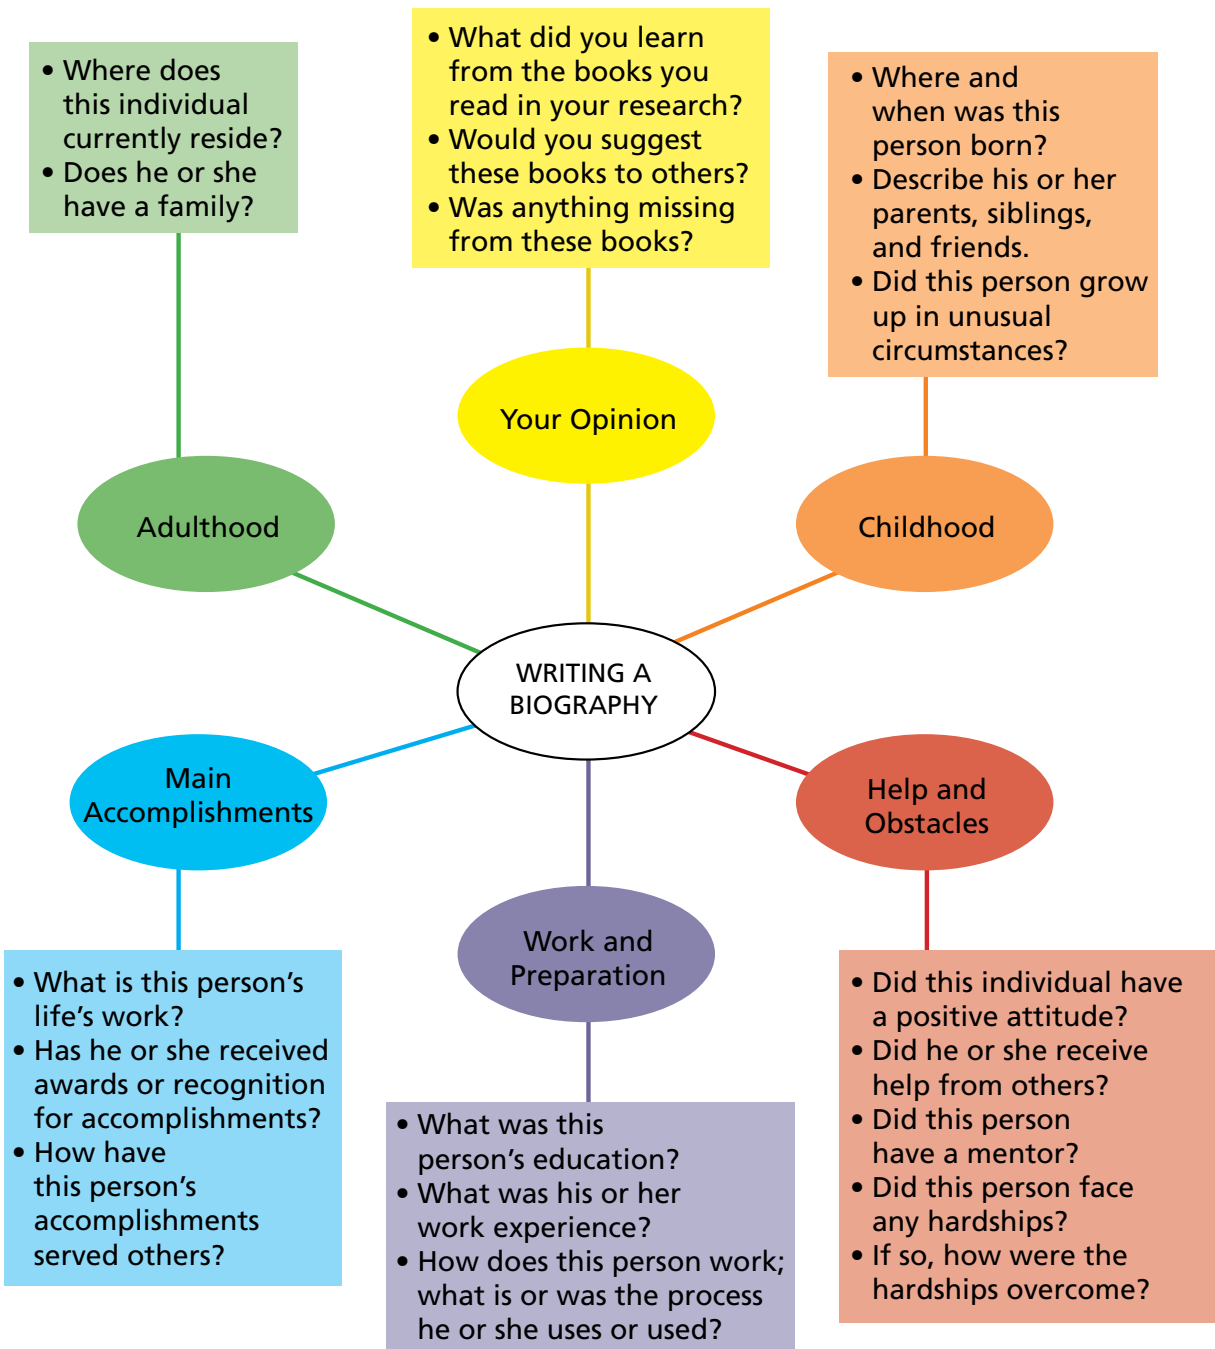 • Where does
this individual
currently reside?
• Does he or she
have a family?
• What did you learn
from the books you
read in your research?
• Would you suggest
these books to others?
• Was anything missing
from these books?
• Where and
when was this
person born?
• Describe his or her
parents, siblings,
and friends.
• Did this person grow
up in unusual
circumstances?
Your Opinion
Adulthood
Childhood
WRITING A
BIOGRAPHY
Main
Accomplishments
Help and
Obstacles
Work and
Preparation
• What is this person’s
life’s work?
• Has he or she received
awards or recognition
for accomplishments?
• How have
this person’s
accomplishments
served others?
• What was this
person’s education?
• What was his or her
work experience?
• How does this person work;
what is or was the process
he or she uses or used?
• Did this individual have
a positive attitude?
• Did he or she receive
help from others?
• Did this person
have a mentor?
• Did this person face
any hardships?
• If so, how were the
hardships overcome?